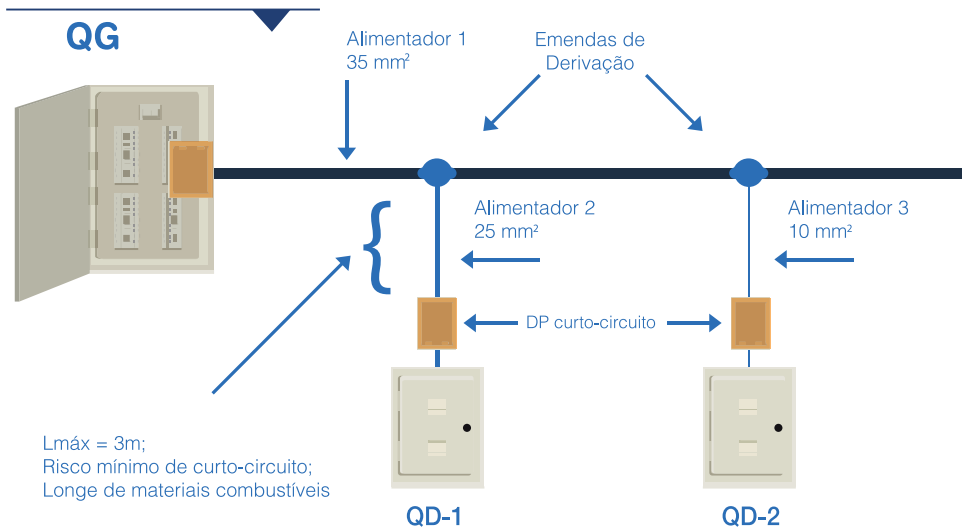 QG
Alimentador 1
35 mm²
Emendas de
Derivação
Alimentador 2
25 mm²
Alimentador 3
10 mm²
DP curto-circuito
Lmáx = 3m;
Risco mínimo de curto-circuito;
Longe de materiais combustíveis
QD-1
QD-2